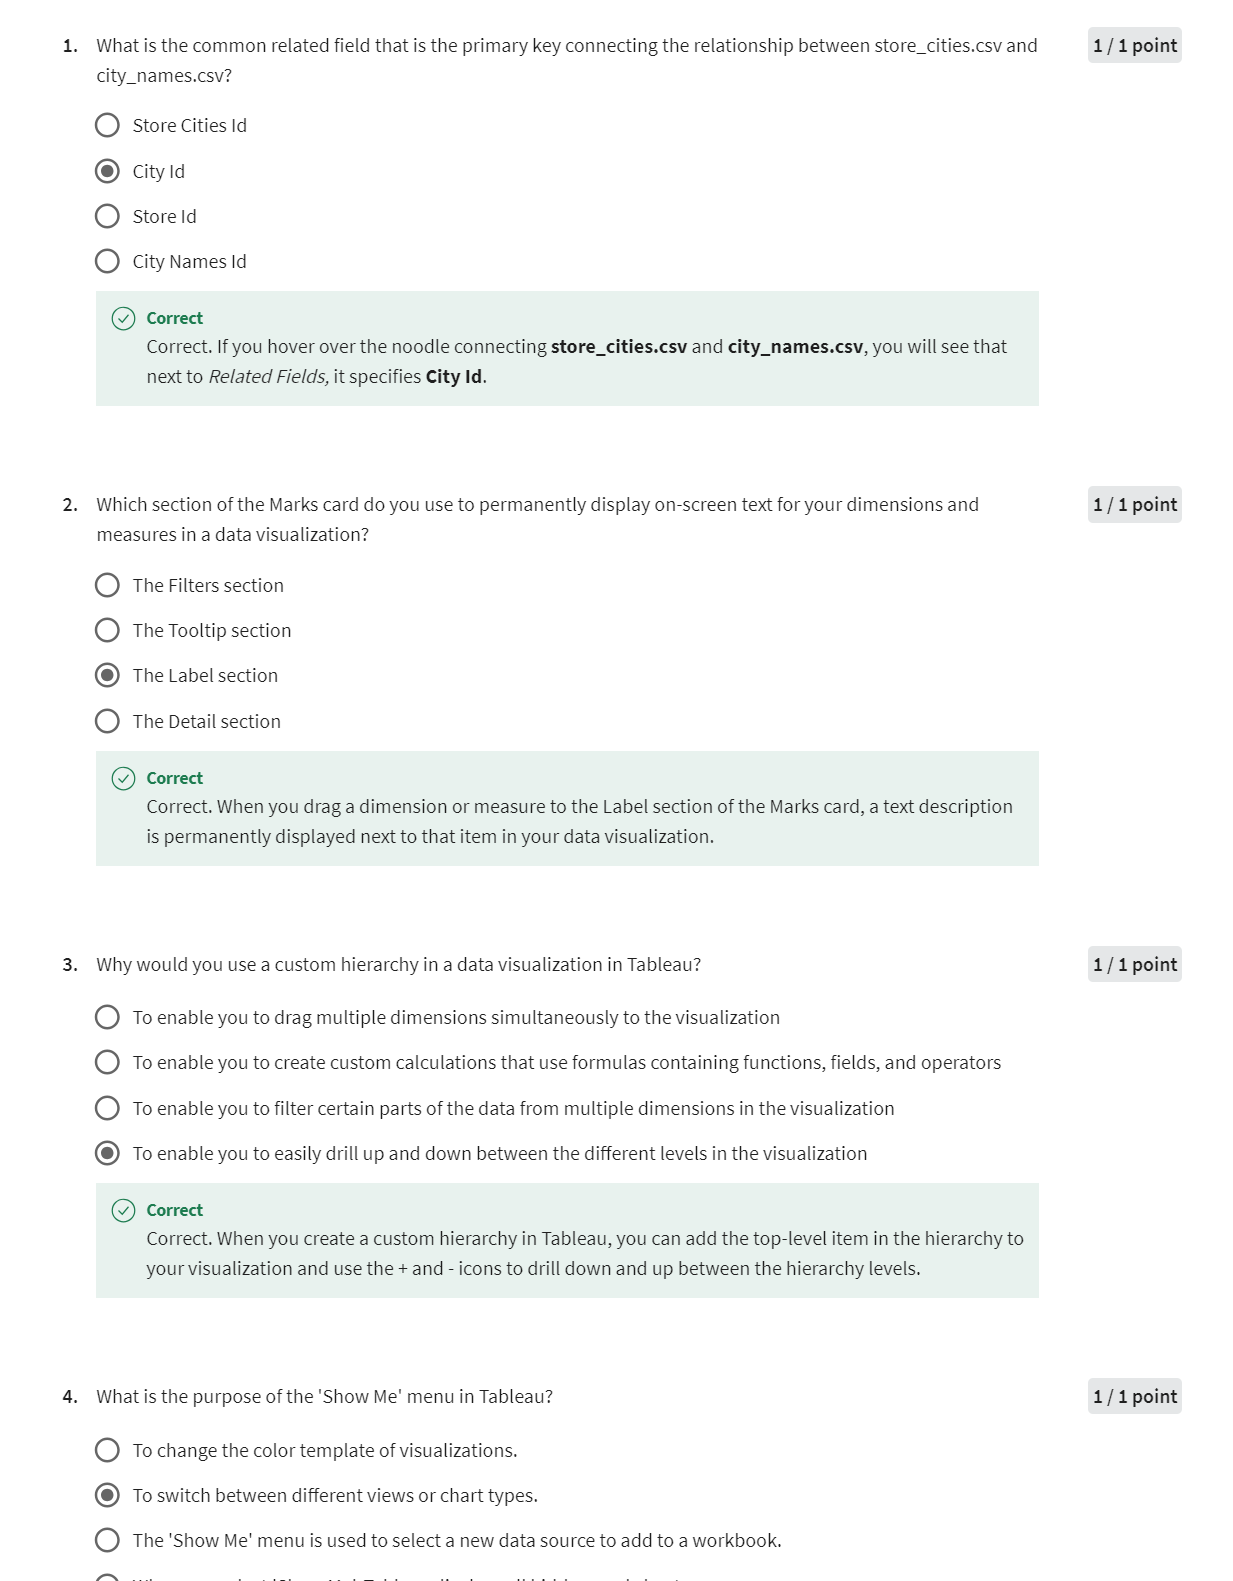 1. What is the common related field that is the primary key connecting the relationship between store_cities.csv and
city_names.csv?
1 / 1 point
Store Cities Id
City Id
Store Id
City Names Id
Correct
Correct. If you hover over the noodle connecting store_cities.csv and city_names.csv, you will see that
next to Related Fields, it specifies City Id.
2. Which section of the Marks card do you use to permanently display on-screen text for your dimensions and
measures in a data visualization?
1 / 1 point
The Filters section
The Tooltip section
The Label section
The Detail section
Correct
Correct. When you drag a dimension or measure to the Label section of the Marks card, a text description
is permanently displayed next to that item in your data visualization.
3. Why would you use a custom hierarchy in a data visualization in Tableau?
1 / 1 point
To enable you to drag multiple dimensions simultaneously to the visualization
To enable you to create custom calculations that use formulas containing functions, fields, and operators
To enable you to filter certain parts of the data from multiple dimensions in the visualization
To enable you to easily drill up and down between the different levels in the visualization
Correct
Correct. When you create a custom hierarchy in Tableau, you can add the top-level item in the hierarchy to
your visualization and use the + and - icons to drill down and up between the hierarchy levels.
4. What is the purpose of the 'Show Me' menu in Tableau?
1 / 1 point
To change the color template of visualizations.
To switch between different views or chart types.
The 'Show Me' menu is used to select a new data source to add to a workbook.